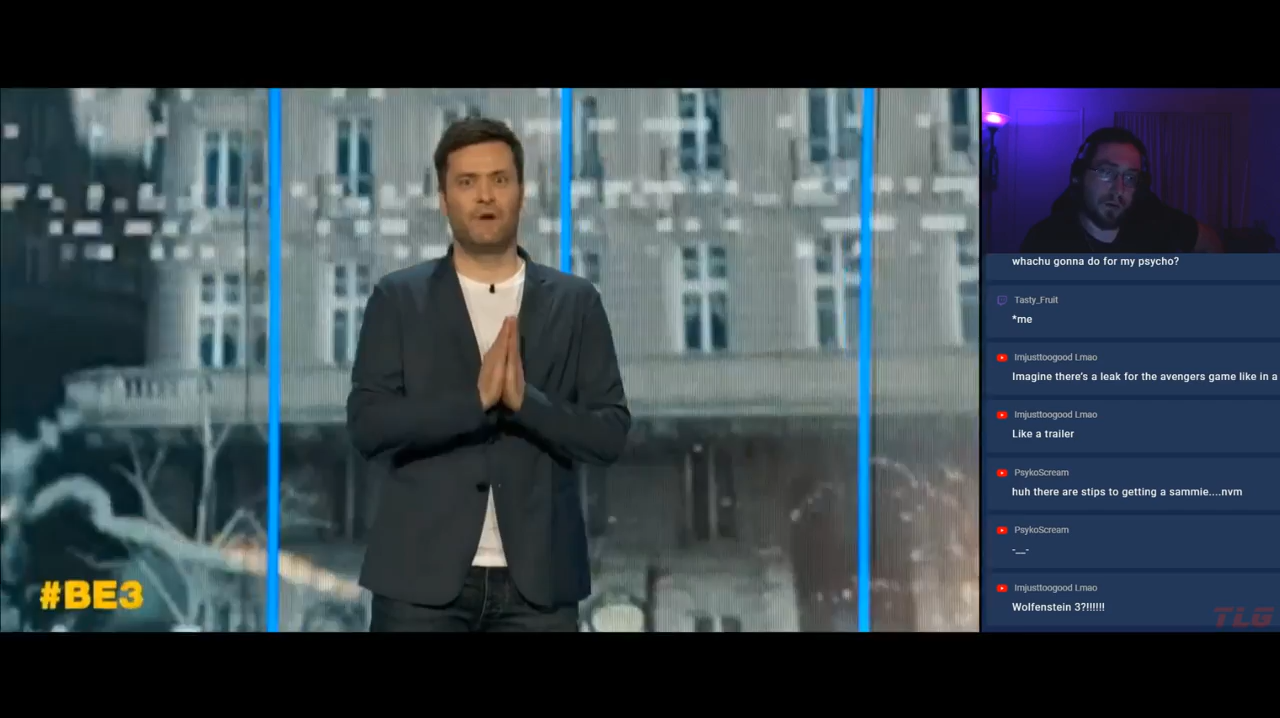 #BE3
whachu gonna do for my psycho?
Tasty_Fruit
*me
Imjusttoogood Lmao
Imagine there's a leak for the avengers game like in a
Imjusttoogood Lmao
Like a trailer
PsykoScream
huh there are stips to getting a sammie....nvm
PsykoScream
-__-
Imjusttoogood Lmao
Wolfenstein 3?!!!!!!
TLG